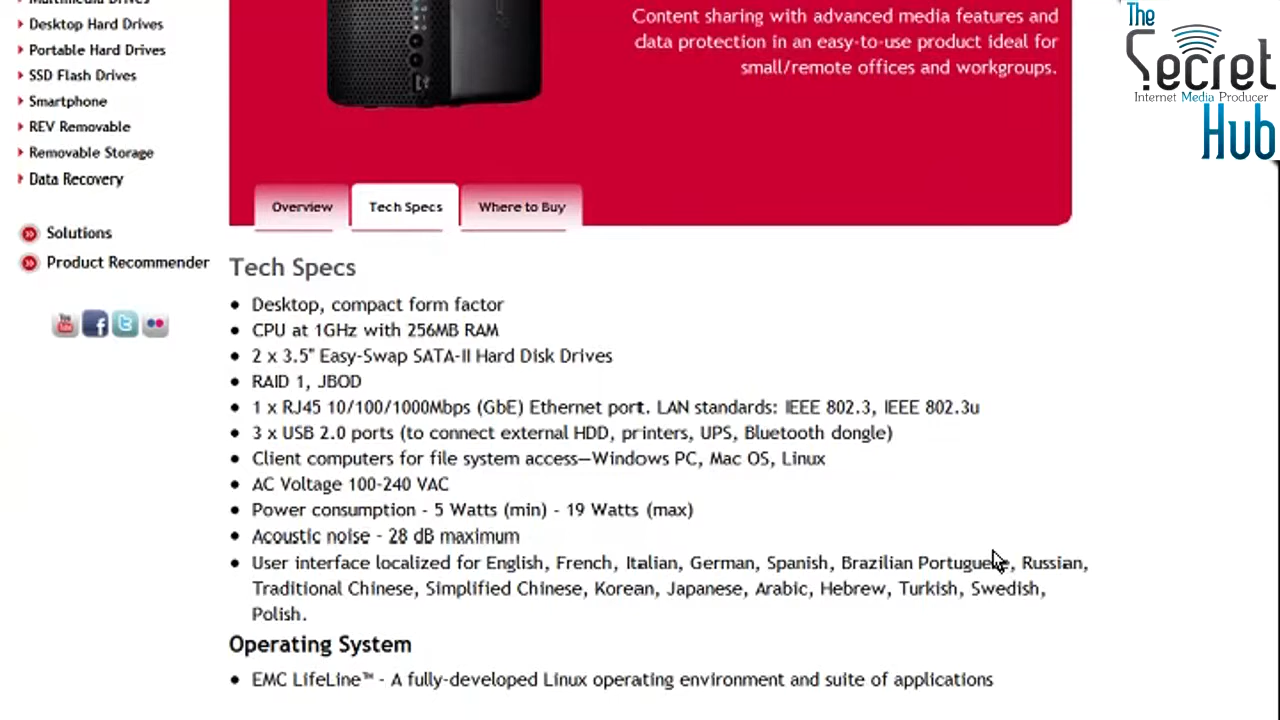 Multimedia Drives
Desktop Hard Drives
Portable Hard Drives
SSD Flash Drives
Smartphone
REV Removable
Removable Storage
Data Recovery
Solutions
Product Recommender
You
Content sharing with advanced media features and
data protection in an easy-to-use product ideal for
small/remote offices and workgroups.
The
Secret
Internet Media Producer
Hub
Overview
Tech Specs
Where to Buy
Tech Specs
• Desktop, compact form factor
• CPU at 1GHz with 256MB RAM
• 2 x 3.5" Easy-Swap SATA-II Hard Disk Drives
• RAID 1, JBOD
• 1 x RJ45 10/100/1000Mbps (GbE) Ethernet port. LAN standards: IEEE 802.3, IEEE 802.3u
• 3 x USB 2.0 ports (to connect external HDD, printers, UPS, Bluetooth dongle)
• Client computers for file system access—Windows PC, Mac OS, Linux
• AC Voltage 100-240 VAC
• Power consumption - 5 Watts (min) - 19 Watts (max)
• Acoustic noise - 28 dB maximum
• User interface localized for English, French, Italian, German, Spanish, Brazilian Portuguese, Russian,
Traditional Chinese, Simplified Chinese, Korean, Japanese, Arabic, Hebrew, Turkish, Swedish,
Polish.
Operating System
• EMC LifeLine™ - A fully-developed Linux operating environment and suite of applications